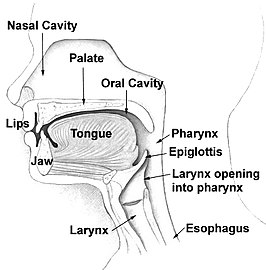 Nasal Cavity
Palate
Oral Cavity
Lips
Tongue
Pharynx
Epiglottis
Jaw
Larynx opening
into pharynx
Larynx
Esophagus